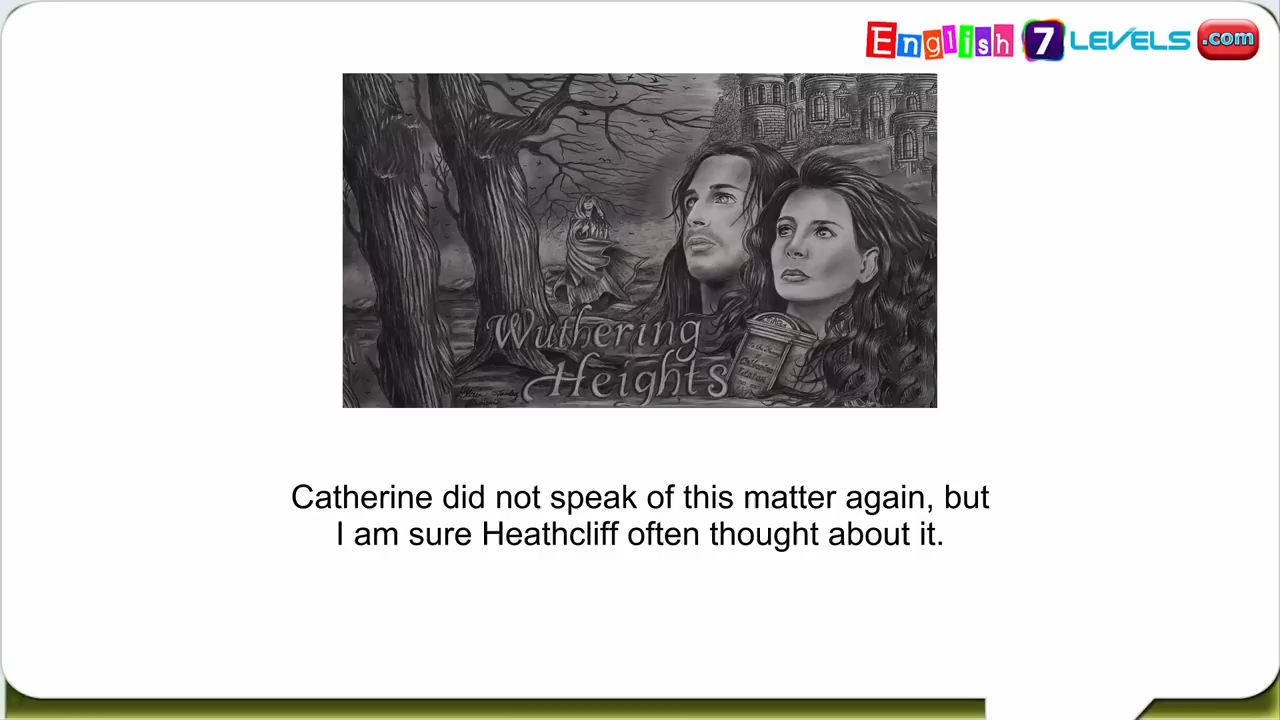 English 7 LEVELS .com
Wuthering
Heights
Catherine did not speak of this matter again, but
I am sure Heathcliff often thought about it.